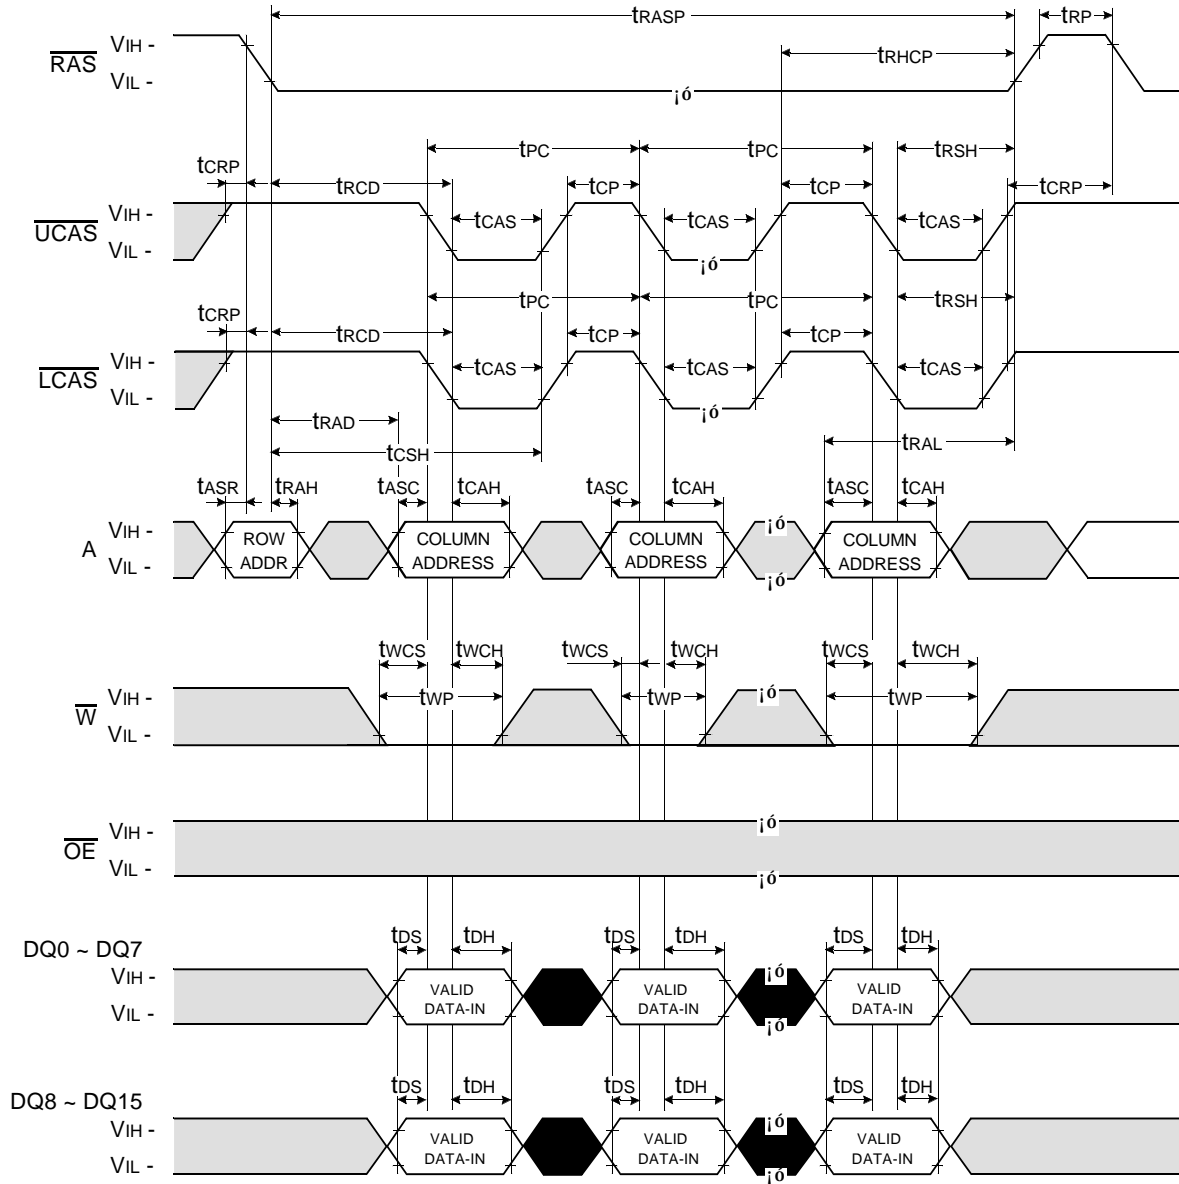 tRASP
tRP
RAS
VIH -
VIL -
tRHCP
¡ó
tCRP
tRCD
tPC
tPC
tRSH
tCP
tCP
tCRP
UCAS
VIH -
VIL -
tCAS
tCAS
tCAS
¡ó
tCRP
tRCD
tPC
tPC
tRSH
tCP
tCP
LCAS
VIH -
VIL -
tCAS
tCAS
tCAS
¡ó
tRAD
tCSH
tRAL
tASR
tRAH
tASC
tCAH
tASC
tCAH
tASC
tCAH
A
VIH -
VIL -
ROW
ADDR
COLUMN
ADDRESS
COLUMN
ADDRESS
¡ó
¡ó
COLUMN
ADDRESS
tWCS
tWCH
tWCS
tWCH
tWCS
tWCH
W
VIH -
VIL -
tWP
tWP
¡ó
tWP
OE
VIH -
VIL -
¡ó
¡ó
DQ0 ~ DQ7
VIH -
VIL -
tDS
tDH
tDS
tDH
tDS
tDH
VALID
DATA-IN
VALID
DATA-IN
¡ó
¡ó
VALID
DATA-IN
DQ8 ~ DQ15
VIH -
VIL -
tDS
tDH
tDS
tDH
tDS
tDH
VALID
DATA-IN
VALID
DATA-IN
¡ó
¡ó
VALID
DATA-IN